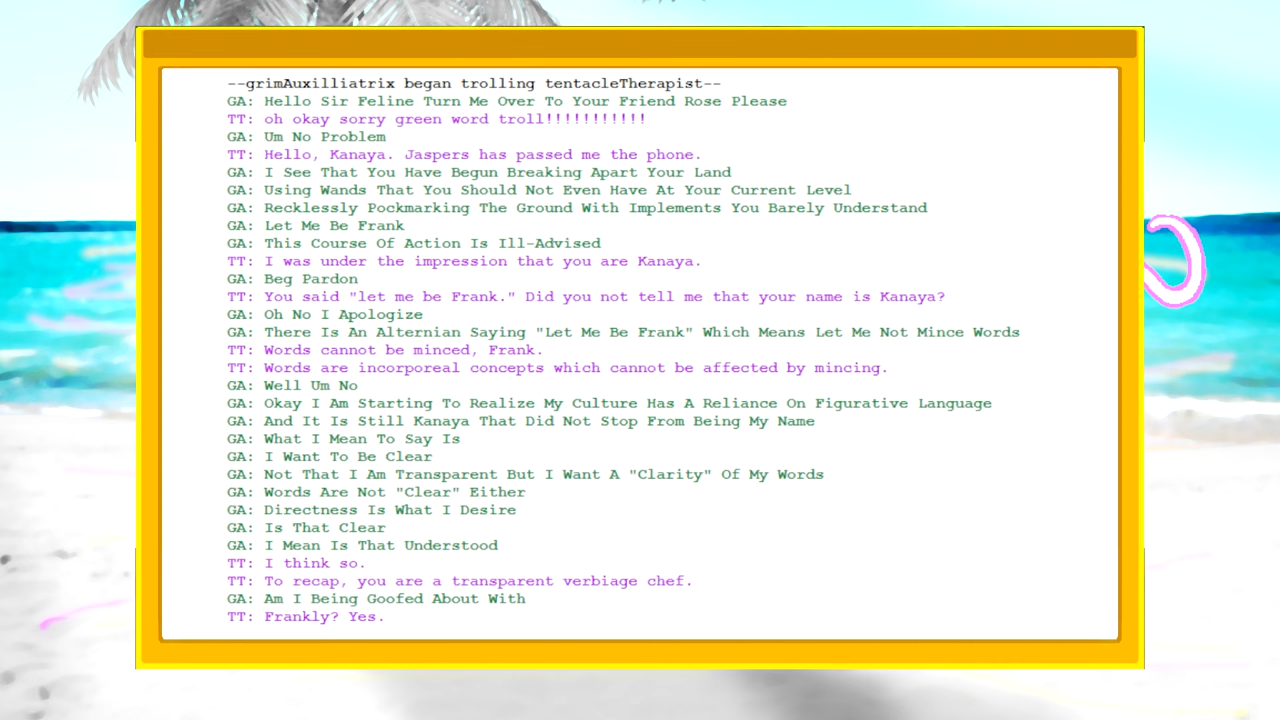 --grimAuxilliatrix began trolling tentacleTherapist--
GA: Hello Sir Feline Turn Me Over To Your Friend Rose Please
TT: oh okay sorry green word troll!!!!!!!!!!!
GA: Um No Problem
TT: Hello, Kanaya. Jaspers has passed me the phone.
GA: I See That You Have Begun Breaking Apart Your Land
GA: Using Wands That You Should Not Even Have At Your Current Level
GA: Recklessly Pockmarking The Ground With Implements You Barely Understand
GA: Let Me Be Frank
GA: This Course Of Action Is Ill-Advised
TT: I was under the impression that you are Kanaya.
GA: Beg Pardon
TT: You said "let me be Frank." Did you not tell me that your name is Kanaya?
GA: Oh No I Apologize
GA: There Is An Alternian Saying "Let Me Be Frank" Which Means Let Me Not Mince Words
TT: Words cannot be minced, Frank.
TT: Words are incorporeal concepts which cannot be affected by mincing.
GA: Well Um No
GA: Okay I Am Starting To Realize My Culture Has A Reliance On Figurative Language
GA: And It Is Still Kanaya That Did Not Stop From Being My Name
GA: What I Mean To Say Is
GA: I Want To Be Clear
GA: Not That I Am Transparent But I Want A "Clarity" Of My Words
GA: Words Are Not "Clear" Either
GA: Directness Is What I Desire
GA: Is That Clear
GA: I Mean Is That Understood
TT: I think so.
TT: To recap, you are a transparent verbiage chef.
GA: Am I Being Goofed About With
TT: Frankly? Yes.